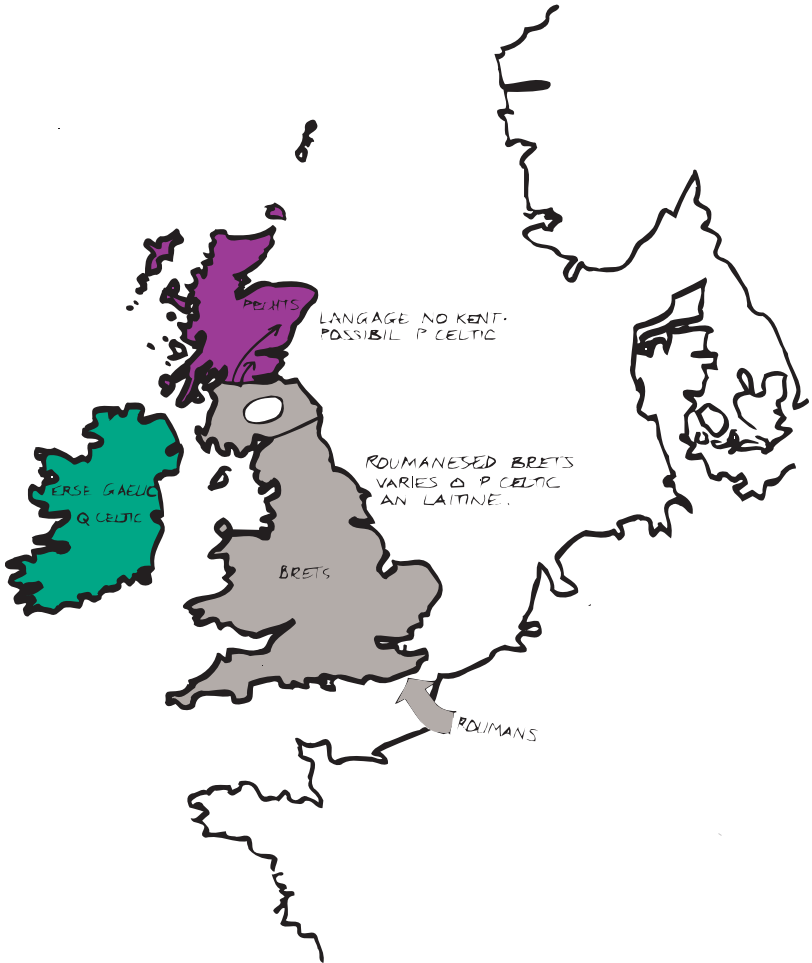 PECHTS
LANGAGE NO KENT.
POSSIBIL P CELTIC
ERSE GAELIC
Q CELTIC
ROUMANESED BRETS
VARIES O P CELTIC
AN LAITINE.
BRETS
ROUMANS